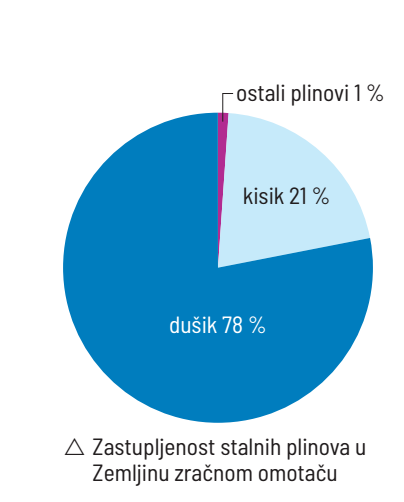 ostali plinovi 1 %
kisik 21 %
dušik 78 %
△ Zastupljenost stalnih plinova u
Zemljinu zračnom omotaču